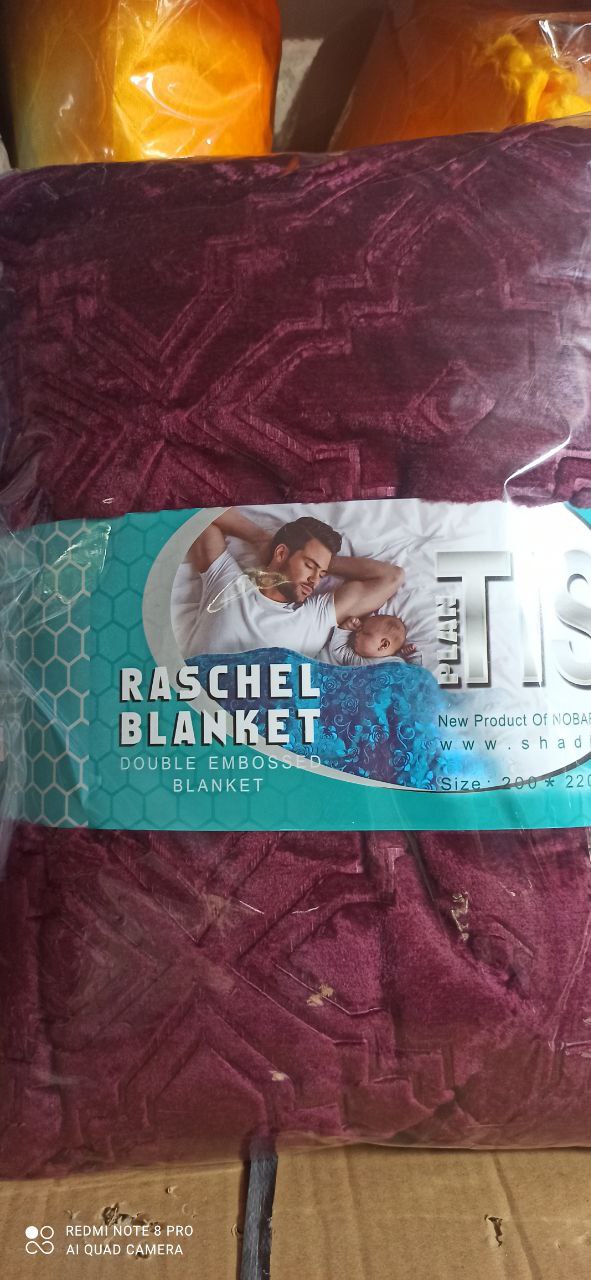 RASCHEL
BLANKET
DOUBLE EMBOSSED
BLANKET
PLAN
TIS
New Product Of NOBAR
www.shadi
Size: 200 * 220
REDMI NOTE 8 PRO
AI QUAD CAMERA